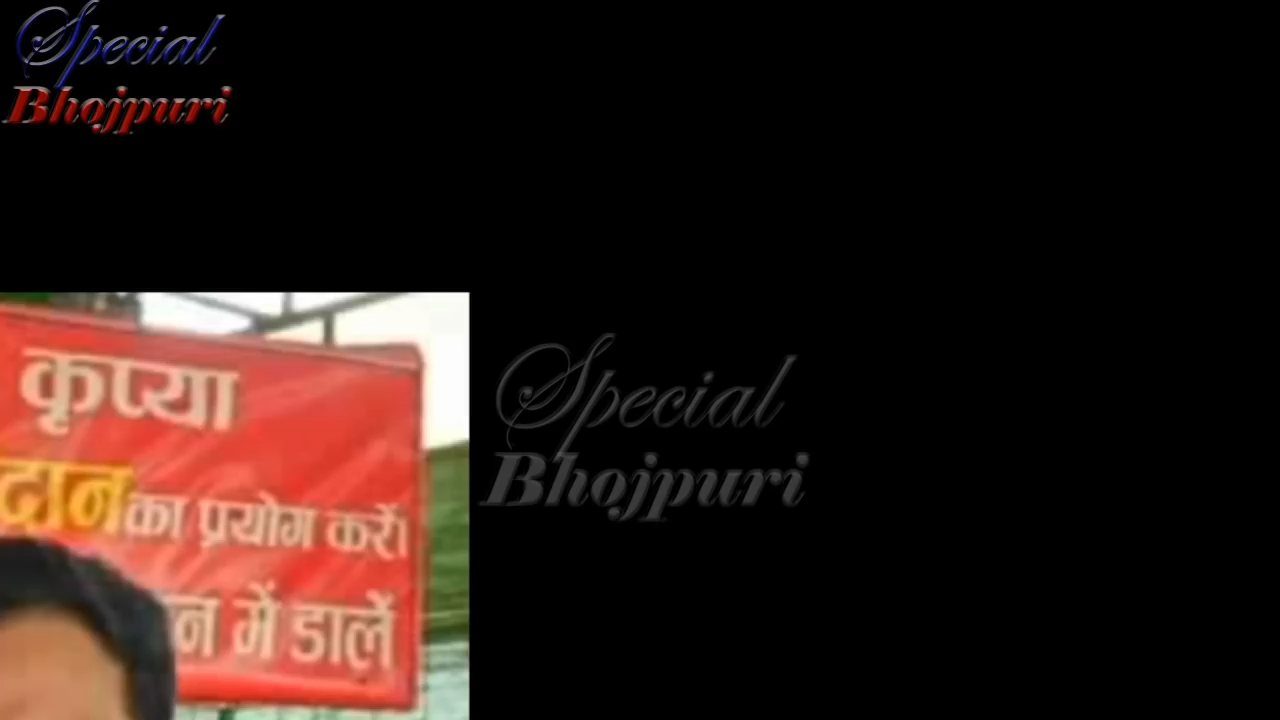 Special
Bhojpuri
कृप्या
दान का प्रयोग करें।
न में डालें
Special
Bhojpuri